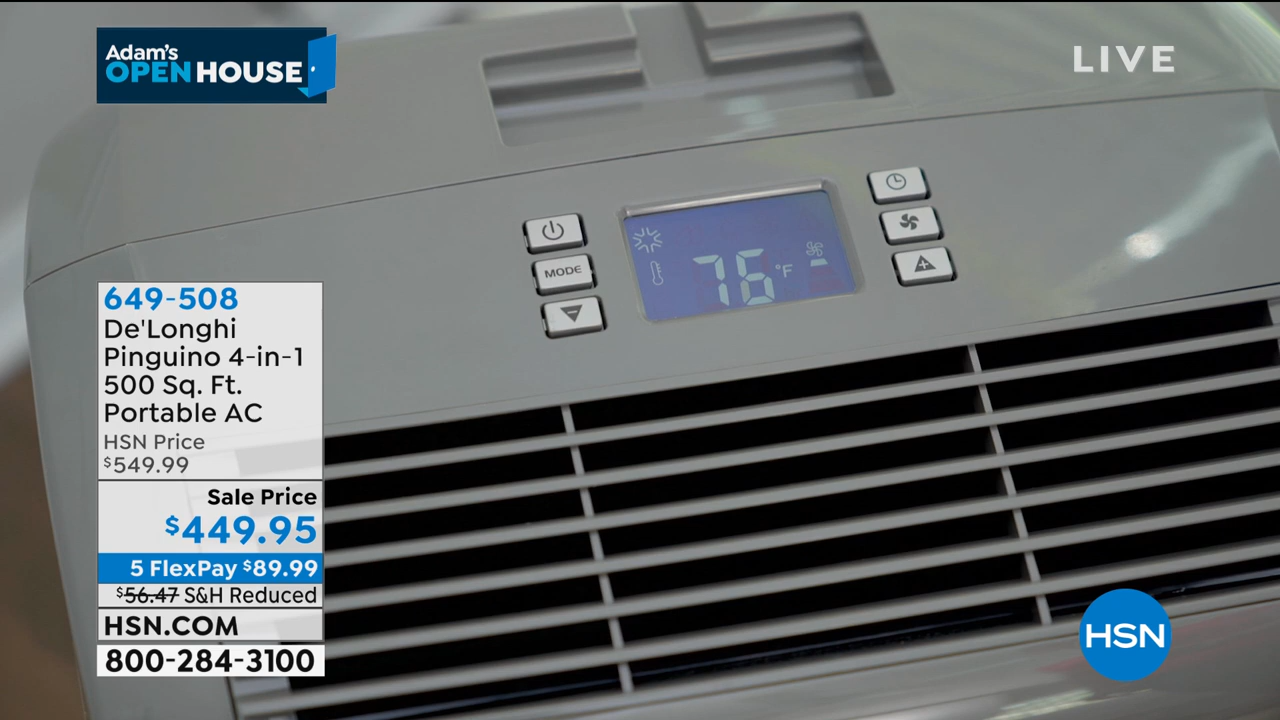 Adam's
OPEN HOUSE
LIVE
MODE
76°F
649-508
De'Longhi
Pinguino 4-in-1
500 Sq. Ft.
Portable AC
HSN Price
$549.99
Sale Price
$449.95
5 FlexPay $89.99
$56.47 S&H Reduced
HSN.COM
800-284-3100
HSN